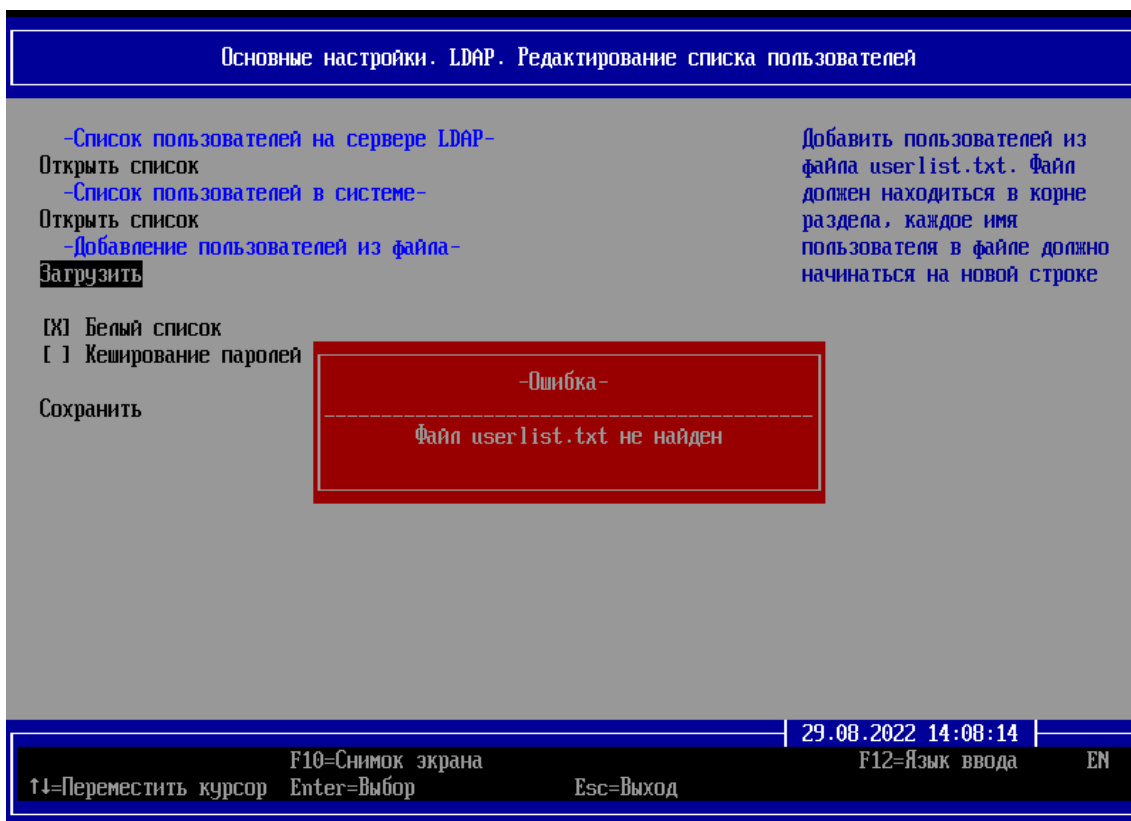 Основные настройки. LDAP. Редактирование списка пользователей
-Список пользователей на сервере LDAP-
Открыть список
-Список пользователей в системе-
Открыть список
-Добавление пользователей из файла-
Загрузить
[X] Белый список
[ ] Кеширование паролей
Сохранить
Добавить пользователей из
файла userlist.txt. Файл
должен находиться в корне
раздела, каждое имя
пользователя в файле должно
начинаться на новой строке
-Ошибка-
Файл userlist.txt не найден
29.08.2022 14:08:14
F10=Снимок экрана F12=Язык ввода EN
↑↓=Переместить курсор Enter=Выбор Esc=Выход